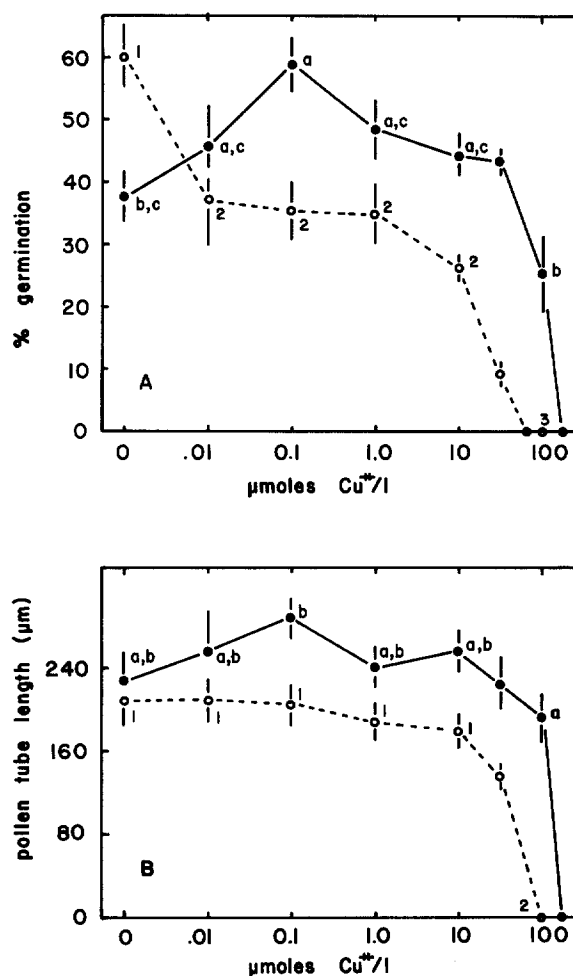 60
50
40
30
20
10
0
% germination
A
1
b,c
a,c
2
a
2
a,c
2
a,c
2
b
3
0 .01 0.1 1.0 10 100
μmoles Cu⁺⁺/l
240
160
80
0
pollen tube length (μm)
B
a,b
1
a,b
1
b
1
a,b
1
a,b
1
a
2
0 .01 0.1 1.0 10 100
μmoles Cu⁺⁺/l